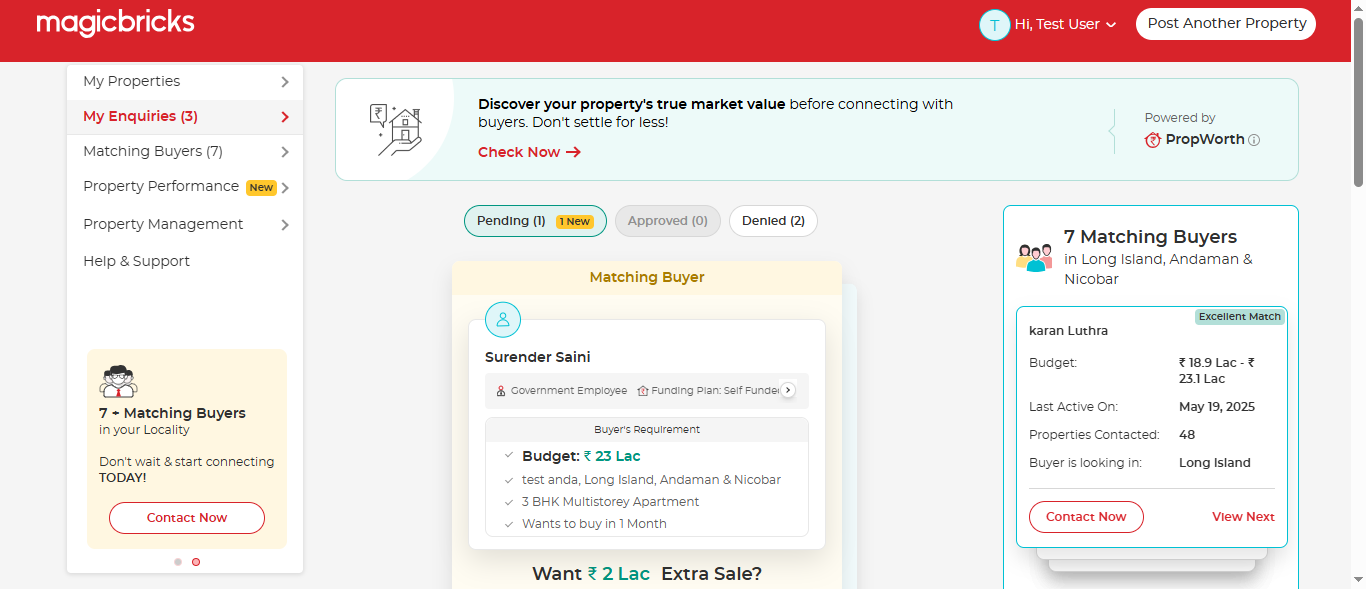 magicbricks
T
Hi, Test User
Post Another Property
My Properties
My Enquiries (3)
Matching Buyers (7)
Property Performance New
Property Management
Help & Support
7 + Matching Buyers
in your Locality
Don't wait & start connecting
TODAY!
Contact Now
Discover your property's true market value before connecting with
buyers. Don't settle for less!
Check Now
Powered by
PropWorth
Pending (1) 1 New
Approved (0)
Denied (2)
Matching Buyer
Surender Saini
Government Employee Funding Plan: Self Funded
Buyer's Requirement
Budget: ₹ 23 Lac
test anda, Long Island, Andaman & Nicobar
3 BHK Multistorey Apartment
Wants to buy in 1 Month
Want ₹ 2 Lac Extra Sale?
7 Matching Buyers
in Long Island, Andaman &
Nicobar
Excellent Match
karan Luthra
Budget: ₹ 18.9 Lac - ₹
23.1 Lac
Last Active On: May 19, 2025
Properties Contacted: 48
Buyer is looking in: Long Island
Contact Now
View Next